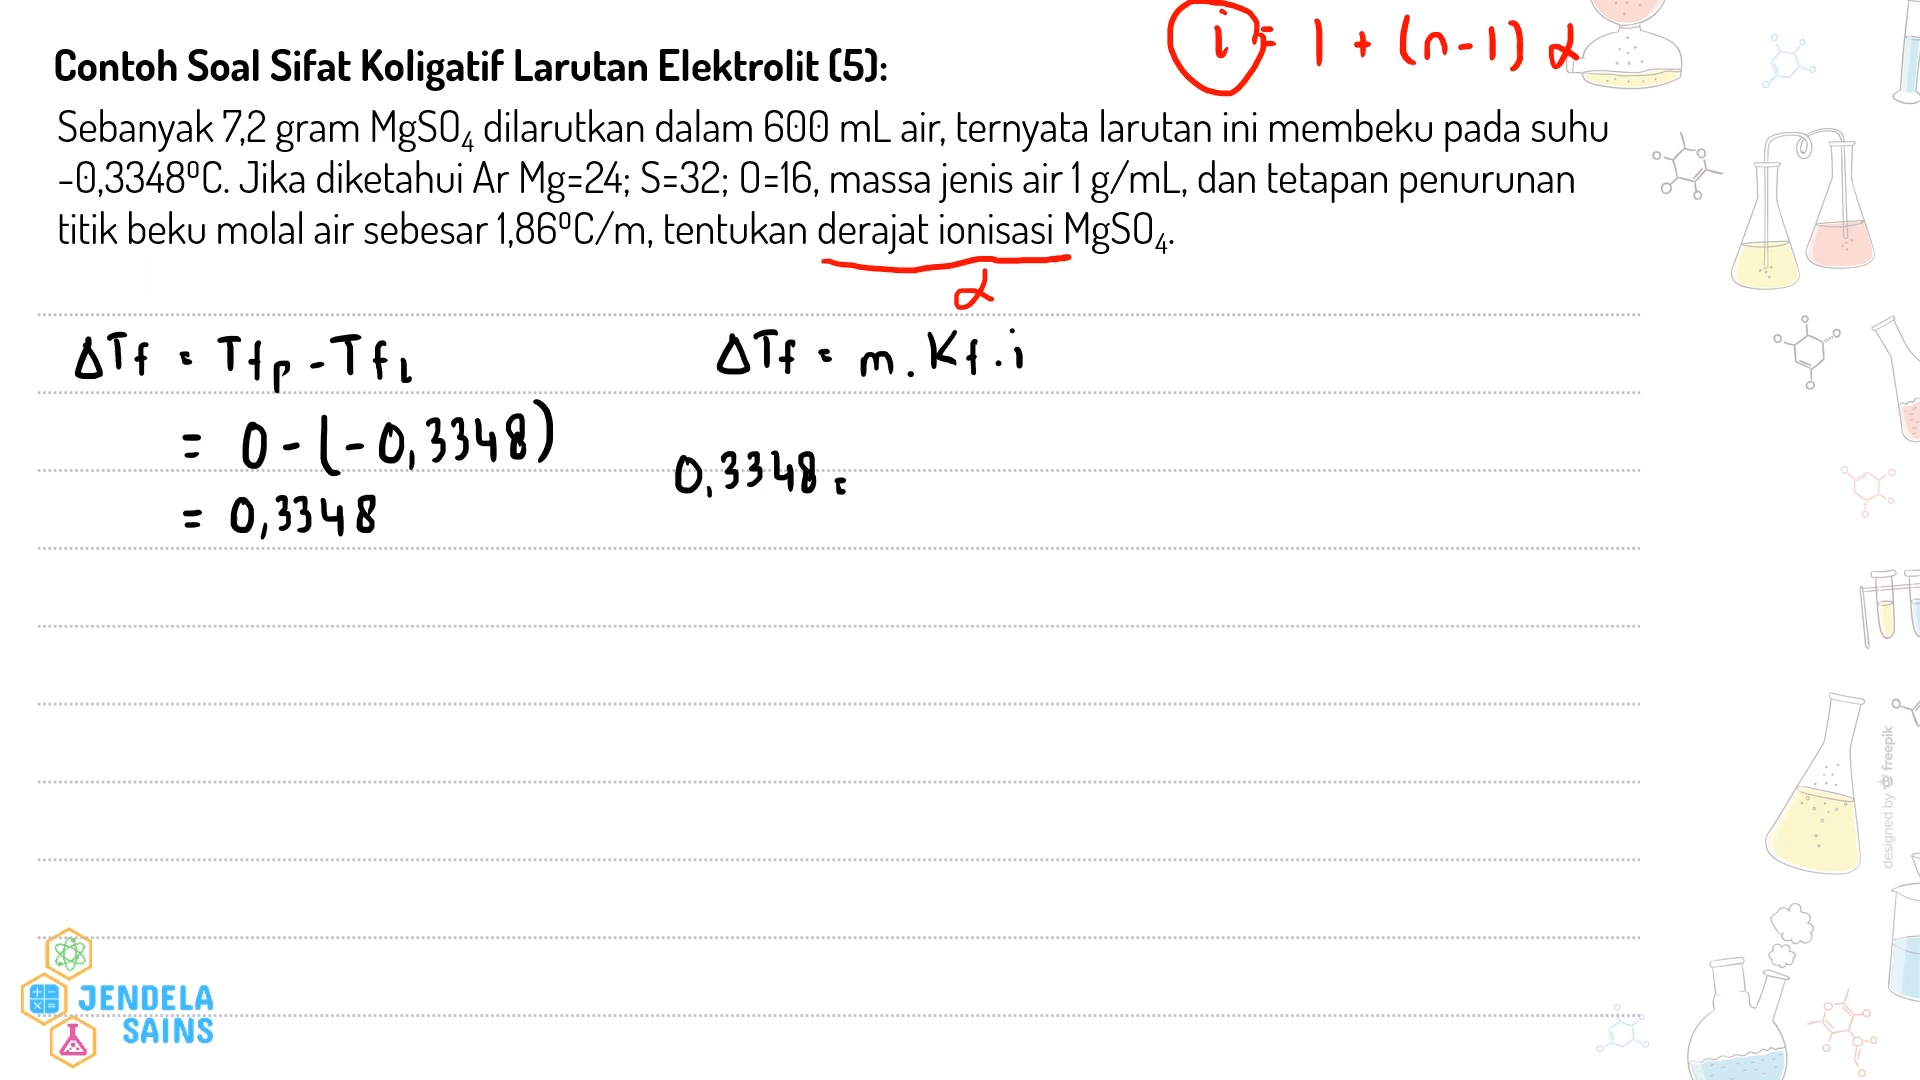 i = 1 + (n-1) α
Contoh Soal Sifat Koligatif Larutan Elektrolit (5):
Sebanyak 7,2 gram MgSO₄ dilarutkan dalam 600 mL air, ternyata larutan ini membeku pada suhu
-0,3348⁰C. Jika diketahui Ar Mg=24; S=32; O=16, massa jenis air 1 g/mL, dan tetapan penurunan
titik beku molal air sebesar 1,86⁰C/m, tentukan derajat ionisasi MgSO₄.
α
ΔTf = Tfp - TfL
= 0 - (-0,3348)
= 0,3348
ΔTf = m . Kf . i
0,3348 =
JENDELA
SAINS
designed by freepik